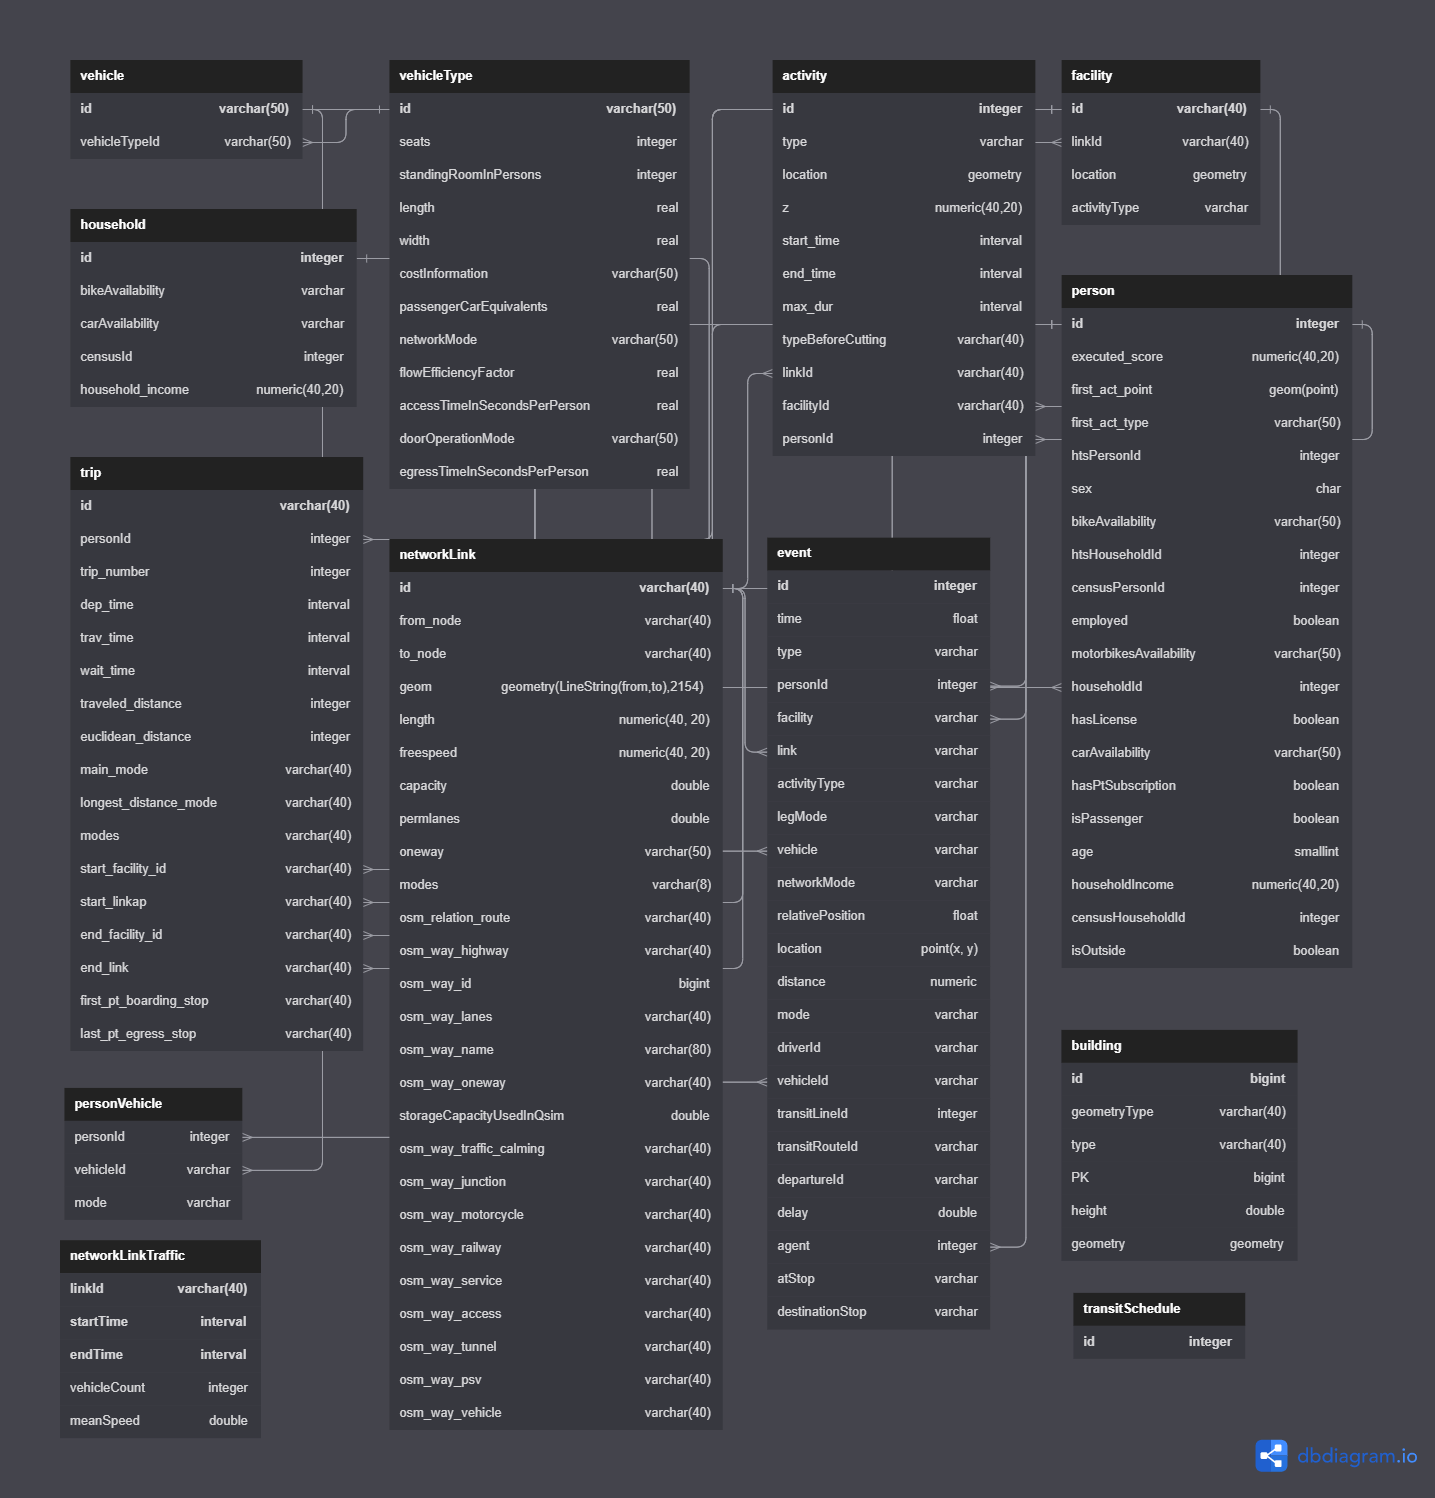 vehicle
id varchar(50)
vehicleTypeId varchar(50)
household
id integer
bikeAvailability varchar
carAvailability varchar
censusId integer
household_income numeric(40,20)
trip
id varchar(40)
personId integer
trip_number integer
dep_time interval
trav_time interval
wait_time interval
traveled_distance integer
euclidean_distance integer
main_mode varchar(40)
longest_distance_mode varchar(40)
modes varchar(40)
start_facility_id varchar(40)
start_linkap varchar(40)
end_facility_id varchar(40)
end_link varchar(40)
first_pt_boarding_stop varchar(40)
last_pt_egress_stop varchar(40)
personVehicle
personId integer
vehicleId varchar
mode varchar
networkLinkTraffic
linkId varchar(40)
startTime interval
endTime interval
vehicleCount integer
meanSpeed double
vehicleType
id varchar(50)
seats integer
standingRoomInPersons integer
length real
width real
costInformation varchar(50)
passengerCarEquivalents real
networkMode varchar(50)
flowEfficiencyFactor real
accessTimeInSecondsPerPerson real
doorOperationMode varchar(50)
egressTimeInSecondsPerPerson real
networkLink
id varchar(40)
from_node varchar(40)
to_node varchar(40)
geom geometry(LineString(from,to),2154)
length numeric(40, 20)
freespeed numeric(40, 20)
capacity double
permlanes double
oneway varchar(50)
modes varchar(8)
osm_relation_route varchar(40)
osm_way_highway varchar(40)
osm_way_id bigint
osm_way_lanes varchar(40)
osm_way_name varchar(80)
osm_way_oneway varchar(40)
storageCapacityUsedInQsim double
osm_way_traffic_calming varchar(40)
osm_way_junction varchar(40)
osm_way_motorcycle varchar(40)
osm_way_railway varchar(40)
osm_way_service varchar(40)
osm_way_access varchar(40)
osm_way_tunnel varchar(40)
osm_way_psv varchar(40)
osm_way_vehicle varchar(40)
activity
id integer
type varchar
location geometry
z numeric(40,20)
start_time interval
end_time interval
max_dur interval
typeBeforeCutting varchar(40)
linkId varchar(40)
facilityId varchar(40)
personId integer
event
id integer
time float
type varchar
personId integer
facility varchar
link varchar
activityType varchar
legMode varchar
vehicle varchar
networkMode varchar
relativePosition float
location point(x, y)
distance numeric
mode varchar
driverId varchar
vehicleId varchar
transitLineId integer
transitRouteId varchar
departureId varchar
delay double
agent integer
atStop varchar
destinationStop varchar
facility
id varchar(40)
linkId varchar(40)
location geometry
activityType varchar
person
id integer
executed_score numeric(40,20)
first_act_point geom(point)
first_act_type varchar(50)
htsPersonId integer
sex char
bikeAvailability varchar(50)
htsHouseholdId integer
censusPersonId integer
employed boolean
motorbikesAvailability varchar(50)
householdId integer
hasLicense boolean
carAvailability varchar(50)
hasPtSubscription boolean
isPassenger boolean
age smallint
householdIncome numeric(40,20)
censusHouseholdId integer
isOutside boolean
building
id bigint
geometryType varchar(40)
type varchar(40)
PK bigint
height double
geometry geometry
transitSchedule
id integer
dbdiagram.io